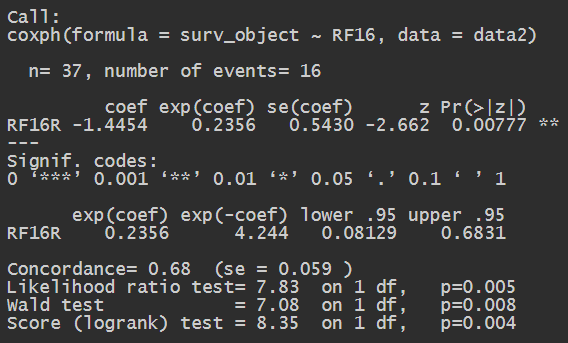 Call:
coxph(formula = surv_object ~ RF16, data = data2)
n= 37, number of events= 16
coef exp(coef) se(coef) z Pr(>|z|)
RF16R -1.4454 0.2356 0.5430 -2.662 0.00777 **
---
Signif. codes:
0 ‘***’ 0.001 ‘**’ 0.01 ‘*’ 0.05 ‘.’ 0.1 ‘ ’ 1
exp(coef) exp(-coef) lower .95 upper .95
RF16R 0.2356 4.244 0.08129 0.6831
Concordance= 0.68 (se = 0.059 )
Likelihood ratio test= 7.83 on 1 df, p=0.005
Wald test = 7.08 on 1 df, p=0.008
Score (logrank) test = 8.35 on 1 df, p=0.004